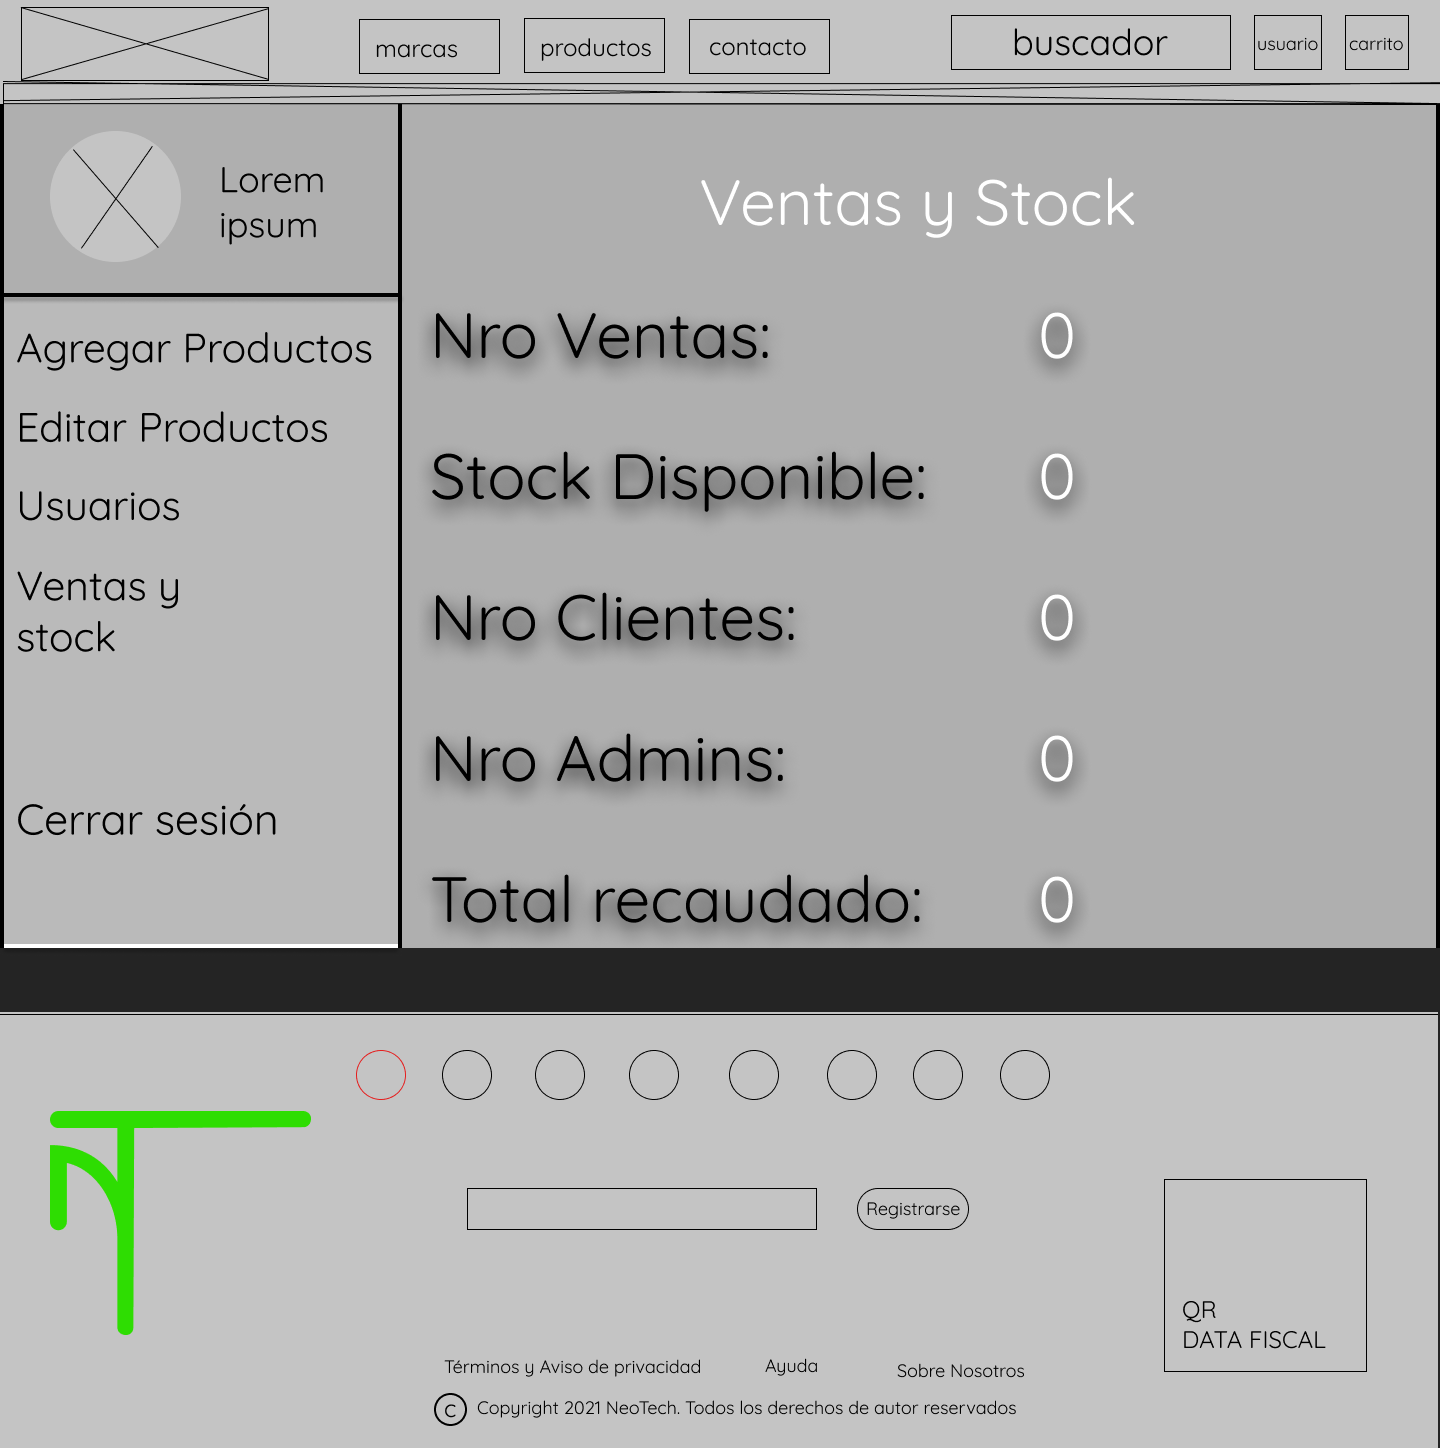 marcas
productos
contacto
buscador
usuario
carrito
Lorem
ipsum
Agregar Productos
Editar Productos
Usuarios
Ventas y
stock
Cerrar sesión
Ventas y Stock
Nro Ventas: 0
Stock Disponible: 0
Nro Clientes: 0
Nro Admins: 0
Total recaudado: 0
Registrarse
QR
DATA FISCAL
Términos y Aviso de privacidad
Ayuda
Sobre Nosotros
C Copyright 2021 NeoTech. Todos los derechos de autor reservados